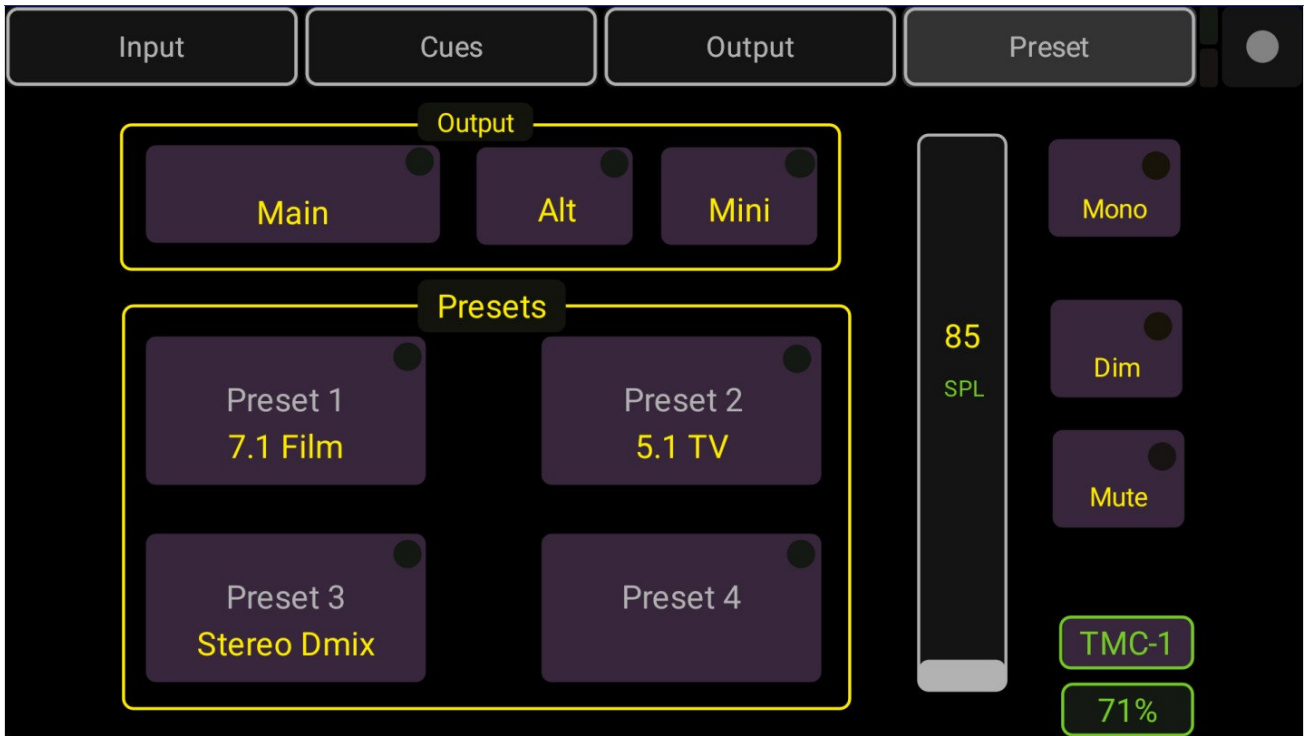 Input
Cues
Output
Preset
Output
Main
Alt
Mini
Presets
Preset 1
7.1 Film
Preset 2
5.1 TV
Preset 3
Stereo Dmix
Preset 4
85
SPL
Mono
Dim
Mute
TMC-1
71%